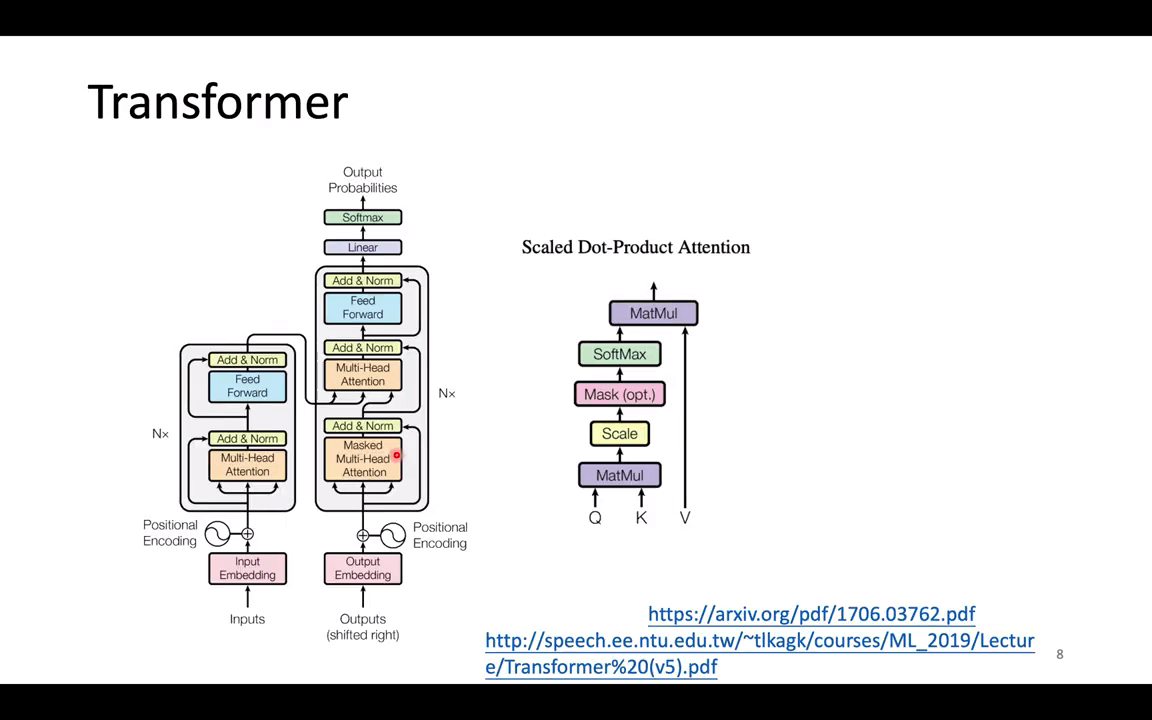 Transformer
Output
Probabilities
Softmax
Linear
Add & Norm
Feed
Forward
Add & Norm
Multi-Head
Attention
Nx
Add & Norm
Masked
Multi-Head
Attention
Add & Norm
Feed
Forward
Nx
Add & Norm
Multi-Head
Attention
Positional
Encoding
Positional
Encoding
Input
Embedding
Output
Embedding
Inputs
Outputs
(shifted right)
Scaled Dot-Product Attention
MatMul
SoftMax
Mask (opt.)
Scale
MatMul
Q K V
https://arxiv.org/pdf/1706.03762.pdf
http://speech.ee.ntu.edu.tw/~tlkagk/courses/ML_2019/Lectur
e/Transformer%20(v5).pdf
8